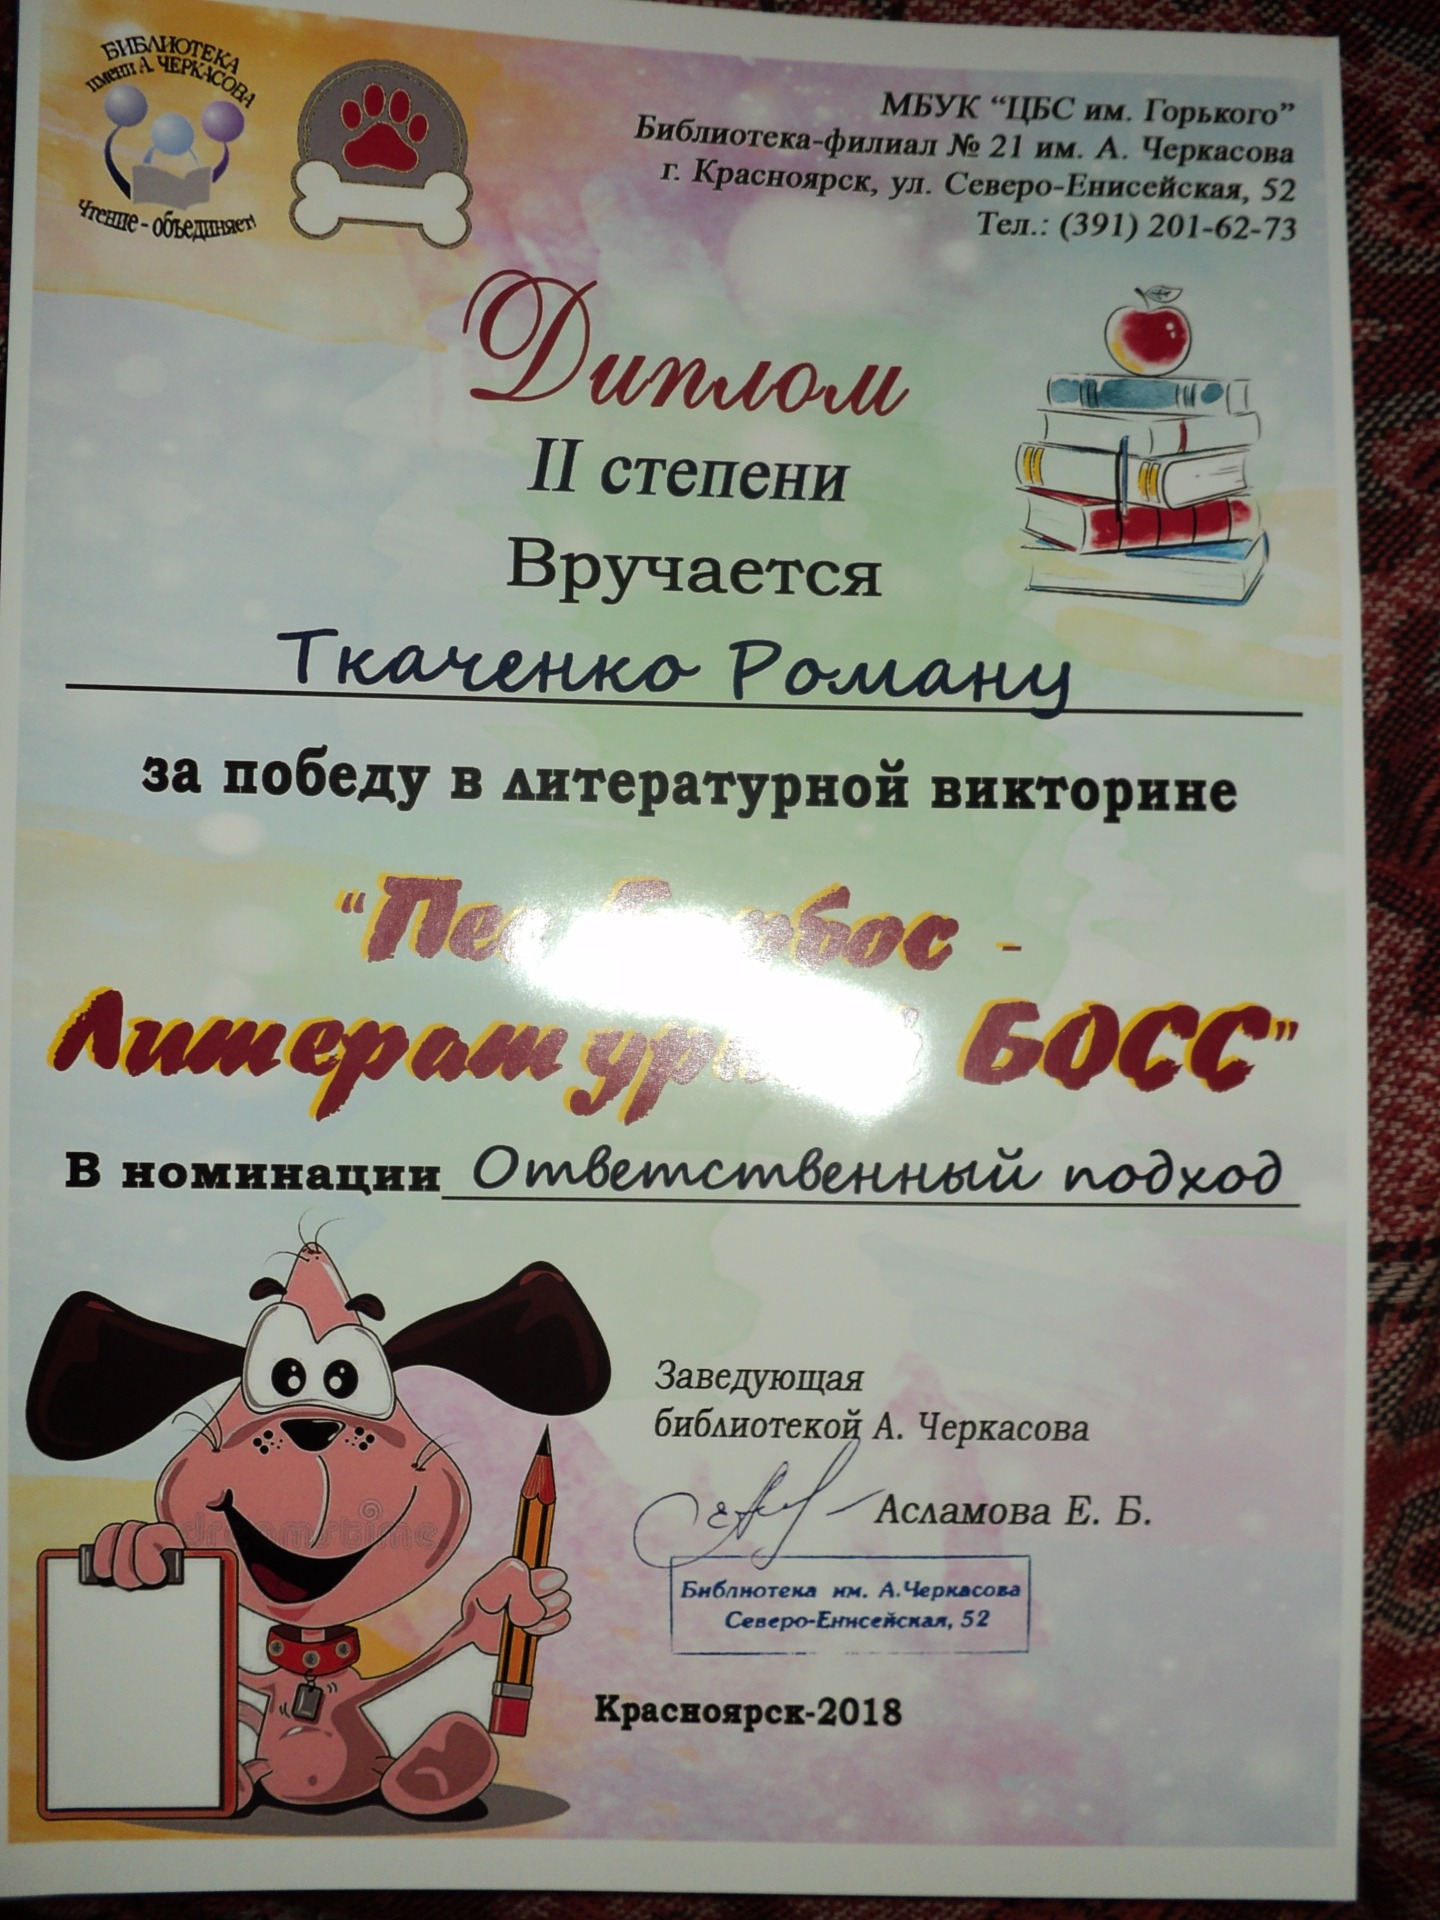 БИБЛИОТЕКА
имени А. ЧЕРКАСОВА
Чтение - объединяет!
МБУК “ЦБС им. Горького”
Библиотека-филиал № 21 им. А. Черкасова
г. Красноярск, ул. Северо-Енисейская, 52
Тел.: (391) 201-62-73
Диплом
II степени
Вручается
Ткаченко Роману
за победу в литературной викторине
-
БОСС”
В номинации Ответственный подход
Заведующая
библиотекой А. Черкасова
Асламова Е. Б.
Библиотека им. А.Черкасова
Северо-Енисейская, 52
Красноярск-2018
dreamstime